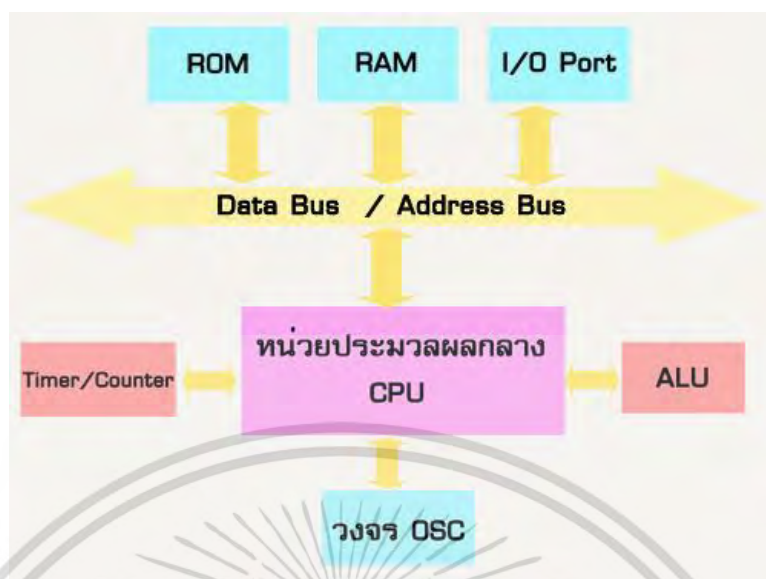 ROM
RAM
I/O Port
Data Bus / Address Bus
หน่วยประมวลผลกลาง
CPU
Timer/Counter
ALU
วงจร OSC